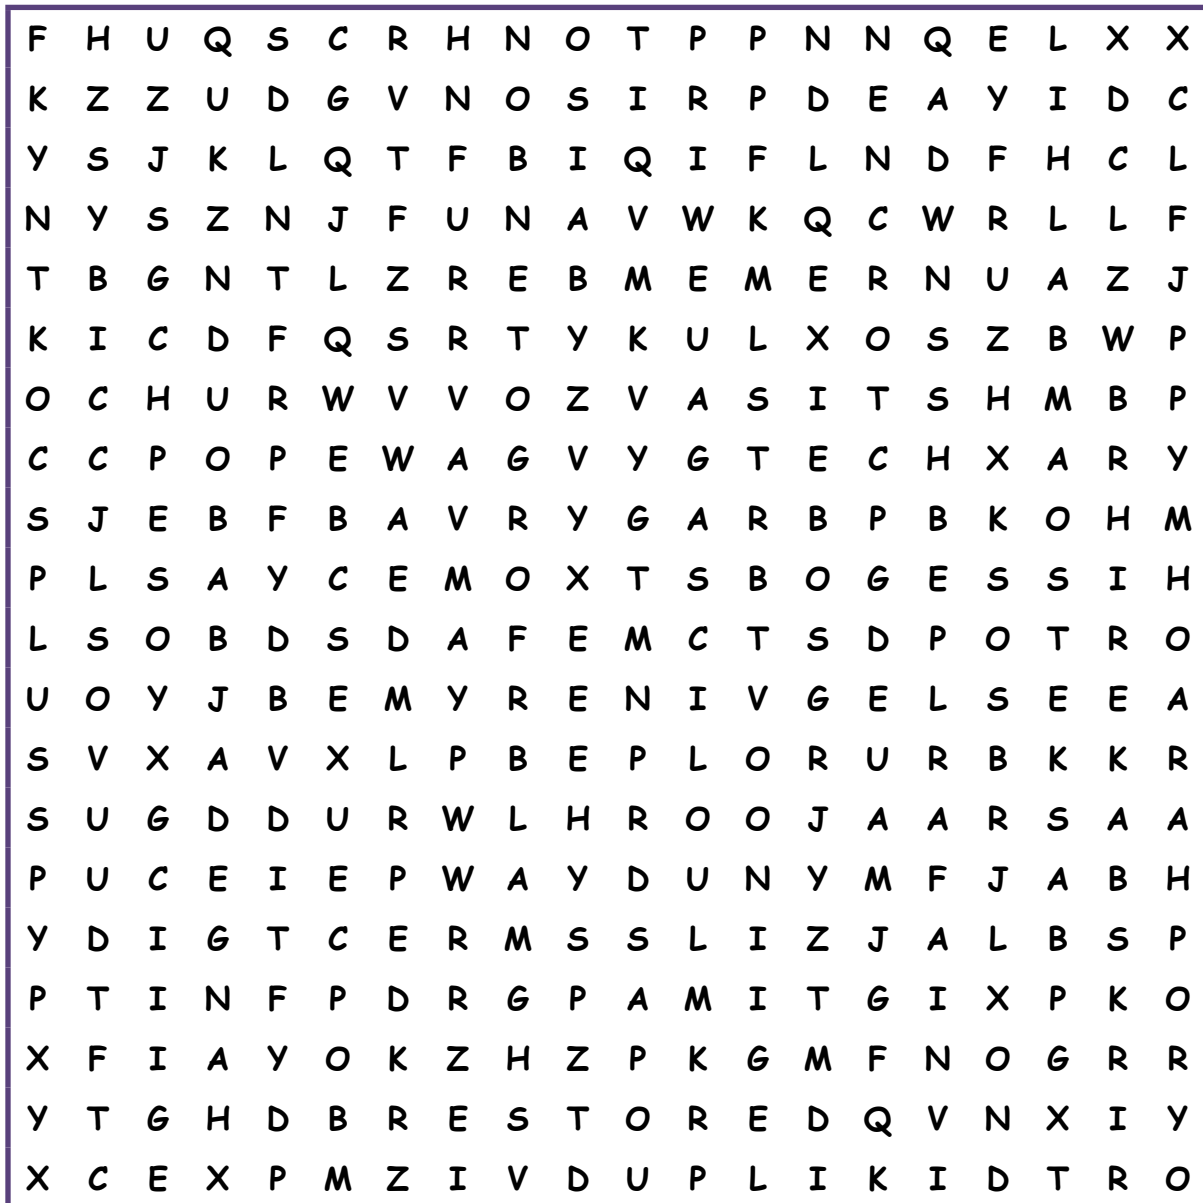 F H U Q S C R H N O T P P N N Q E L X X
K Z Z U D G V N O S I R P D E A Y I D C
Y S J K L Q T F B I Q I F L N D F H C L
N Y S Z N J F U N A V W K Q C W R L L F
T B G N T L Z R E B M E M E R N U A Z J
K I C D F Q S R T Y K U L X O S Z B W P
O C H U R W V V O Z V A S I T S H M B P
C C P O P E W A G V Y G T E C H X A R Y
S J E B F B A V R Y G A R B P B K O H M
P L S A Y C E M O X T S B O G E S S I H
L S O B D S D A F E M C T S D P O T R O
U O Y J B E M Y R E N I V G E L S E E A
S V X A V X L P B E P L O R U R B K K R
S U G D D U R W L H R O O J A A R S A A
P U C E I E P W A Y D U N Y M F J A B H
Y D I G T C E R M S S L I Z J A L B S P
P T I N F P D R G P A M I T G I X P K O
X F I A Y O K Z H Z P K G M F N O G R R
Y T G H D B R E S T O R E D Q V N X I Y
X C E X P M Z I V D U P L I K I D T R O